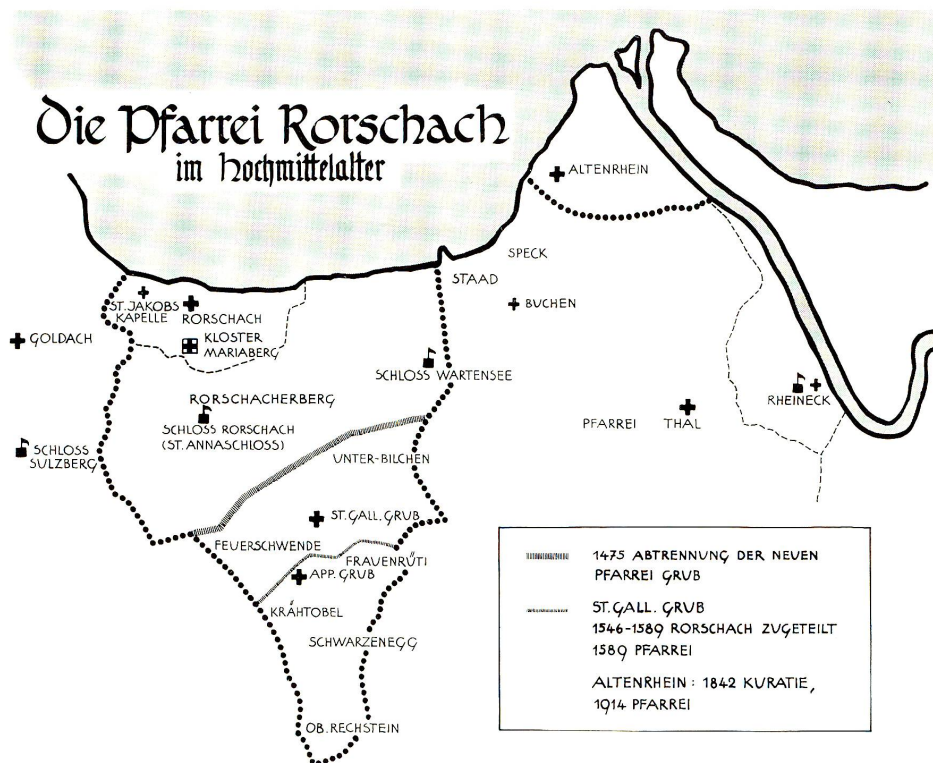 Die Pfarrei Rorschach
im Hochmittelalter
ALTENRHEIN
SPECK
STAAD
BUCHEN
ST. JAKOBS
KAPELLE
RORSCHACH
GOLDACH
KLOSTER
MARIABERG
SCHLOSS WARTENSEE
RHEINECK
RORSCHACHERBERG
SCHLOSS RORSCHACH
(ST. ANNASCHLOSS)
PFARREI THAL
SCHLOSS
SULZBERG
UNTER-BILCHEN
ST. GALL. GRUB
FEUERSCHWENDE
FRAUENRÜTI
APP. GRUB
KRÄHTOBEL
SCHWARZENEGG
OB. RECHSTEIN
1475 ABTRENNUNG DER NEUEN
PFARREI GRUB
ST. GALL. GRUB
1546-1589 RORSCHACH ZUGETEILT
1589 PFARREI
ALTENRHEIN: 1842 KURATIE,
1914 PFARREI